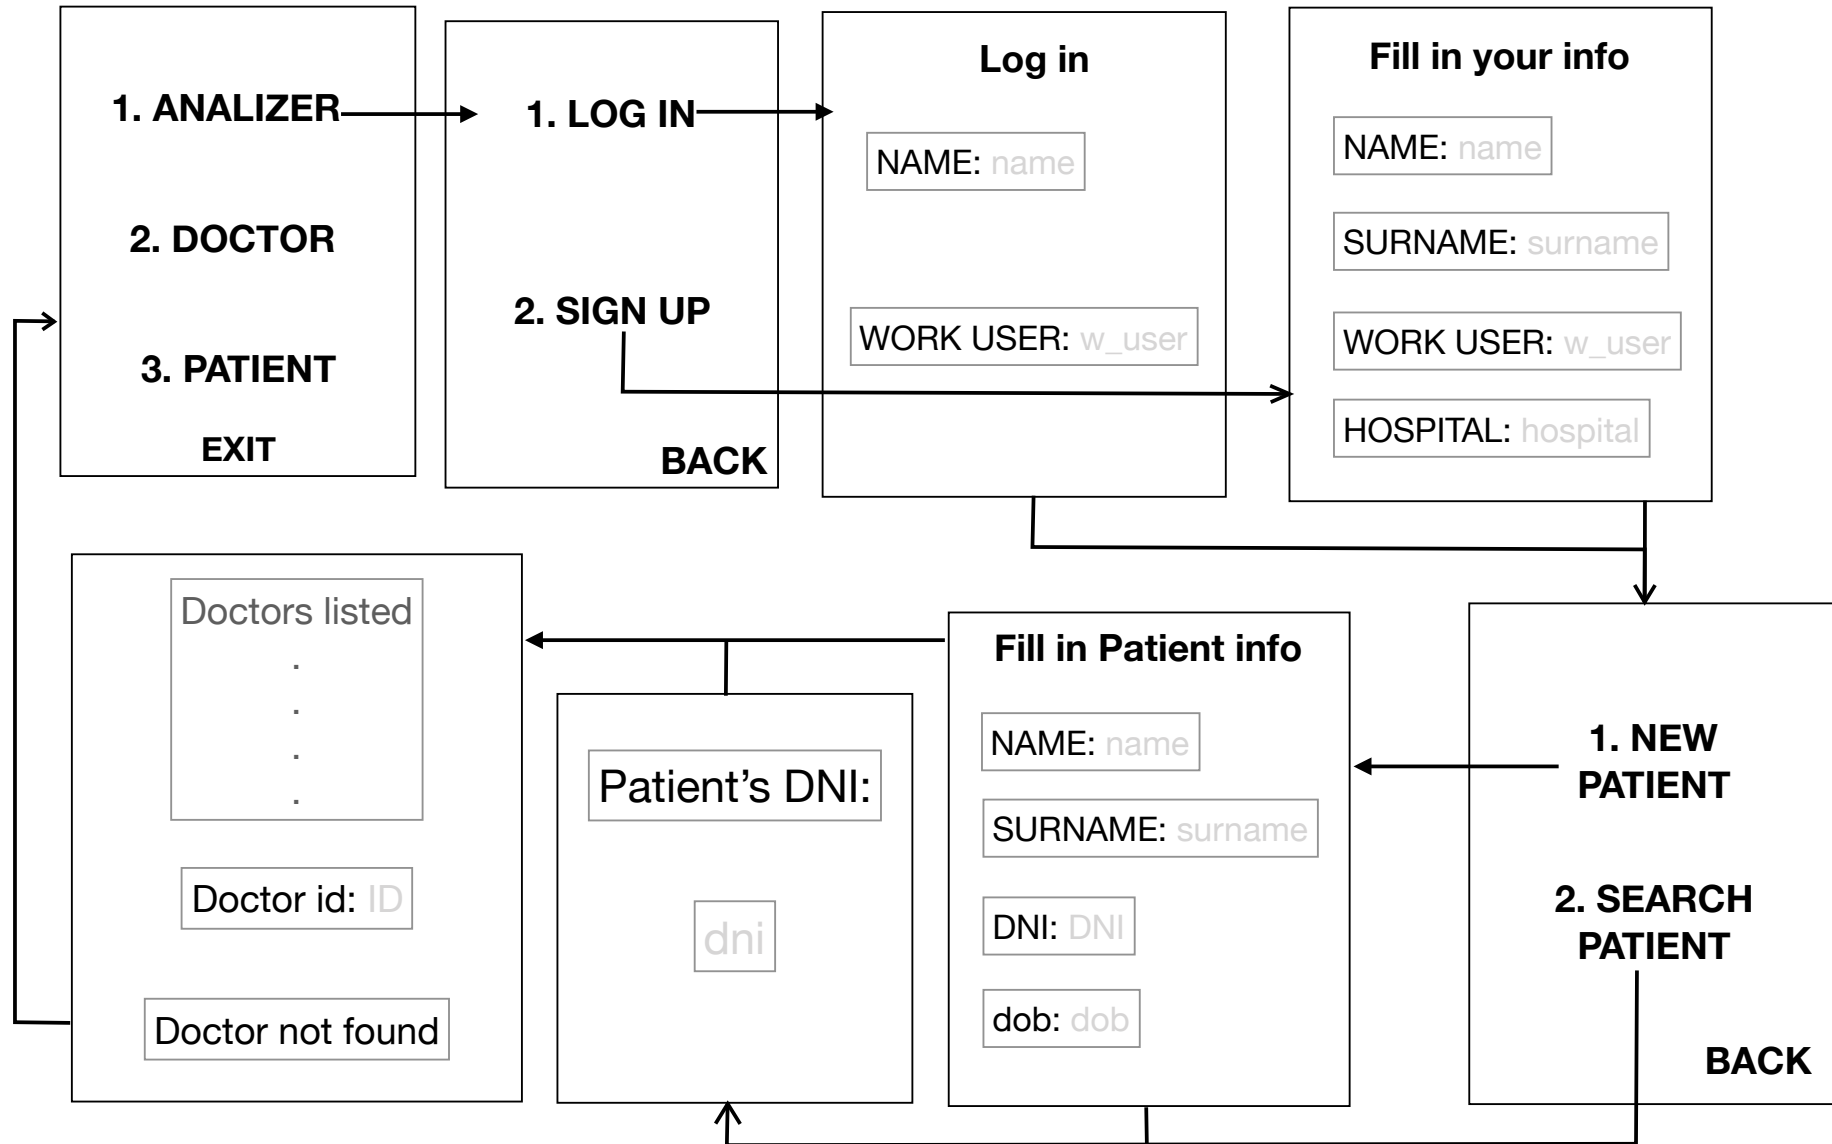 1. ANALIZER
2. DOCTOR
3. PATIENT
EXIT
1. LOG IN
2. SIGN UP
BACK
Log in
NAME: name
WORK USER: w_user
Fill in your info
NAME: name
SURNAME: surname
WORK USER: w_user
HOSPITAL: hospital
Doctors listed
.
.
.
.
Doctor id: ID
Doctor not found
Patient’s DNI:
dni
Fill in Patient info
NAME: name
SURNAME: surname
DNI: DNI
dob: dob
1. NEW
PATIENT
2. SEARCH
PATIENT
BACK